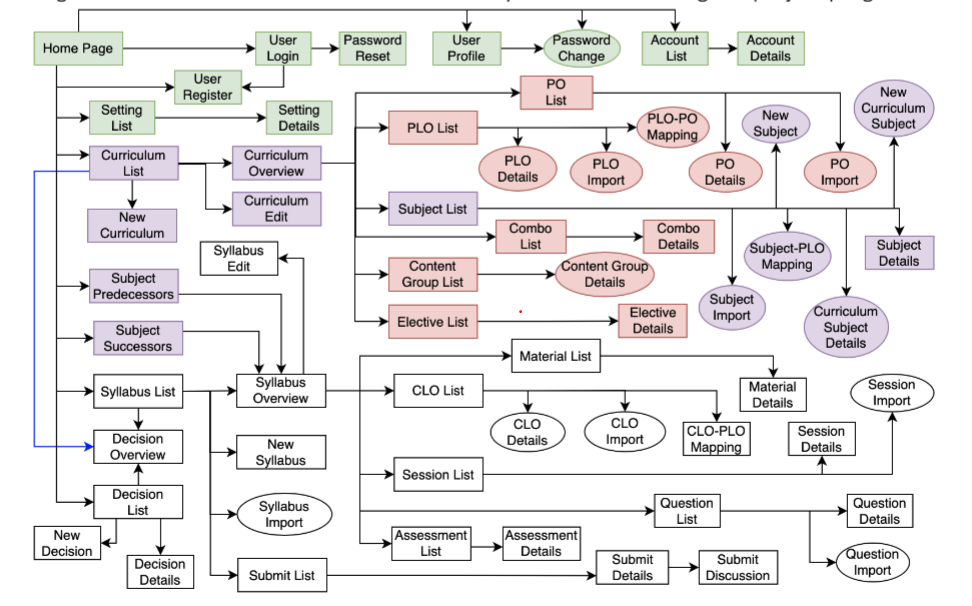 Home Page
User
Login
Password
Reset
User
Profile
Password
Change
Account
List
Account
Details
User
Register
Setting
List
Setting
Details
PO
List
New
Curriculum
Subject
PLO List
PLO-PO
Mapping
New
Subject
Curriculum
List
Curriculum
Overview
PLO
Details
PLO
Import
PO
Details
PO
Import
Curriculum
Edit
Subject List
New
Curriculum
Combo
List
Combo
Details
Subject-PLO
Mapping
Subject
Details
Syllabus
Edit
Content
Group List
Content Group
Details
Subject
Predecessors
Subject
Import
Curriculum
Subject
Details
Elective List
Elective
Details
Subject
Successors
Material List
Syllabus List
Syllabus
Overview
CLO List
Material
Details
Session
Import
CLO
Details
CLO
Import
CLO-PLO
Mapping
Session
Details
Decision
Overview
New
Syllabus
Session List
Decision
List
Syllabus
Import
Question
List
Question
Details
New
Decision
Assessment
List
Assessment
Details
Question
Import
Decision
Details
Submit List
Submit
Details
Submit
Discussion